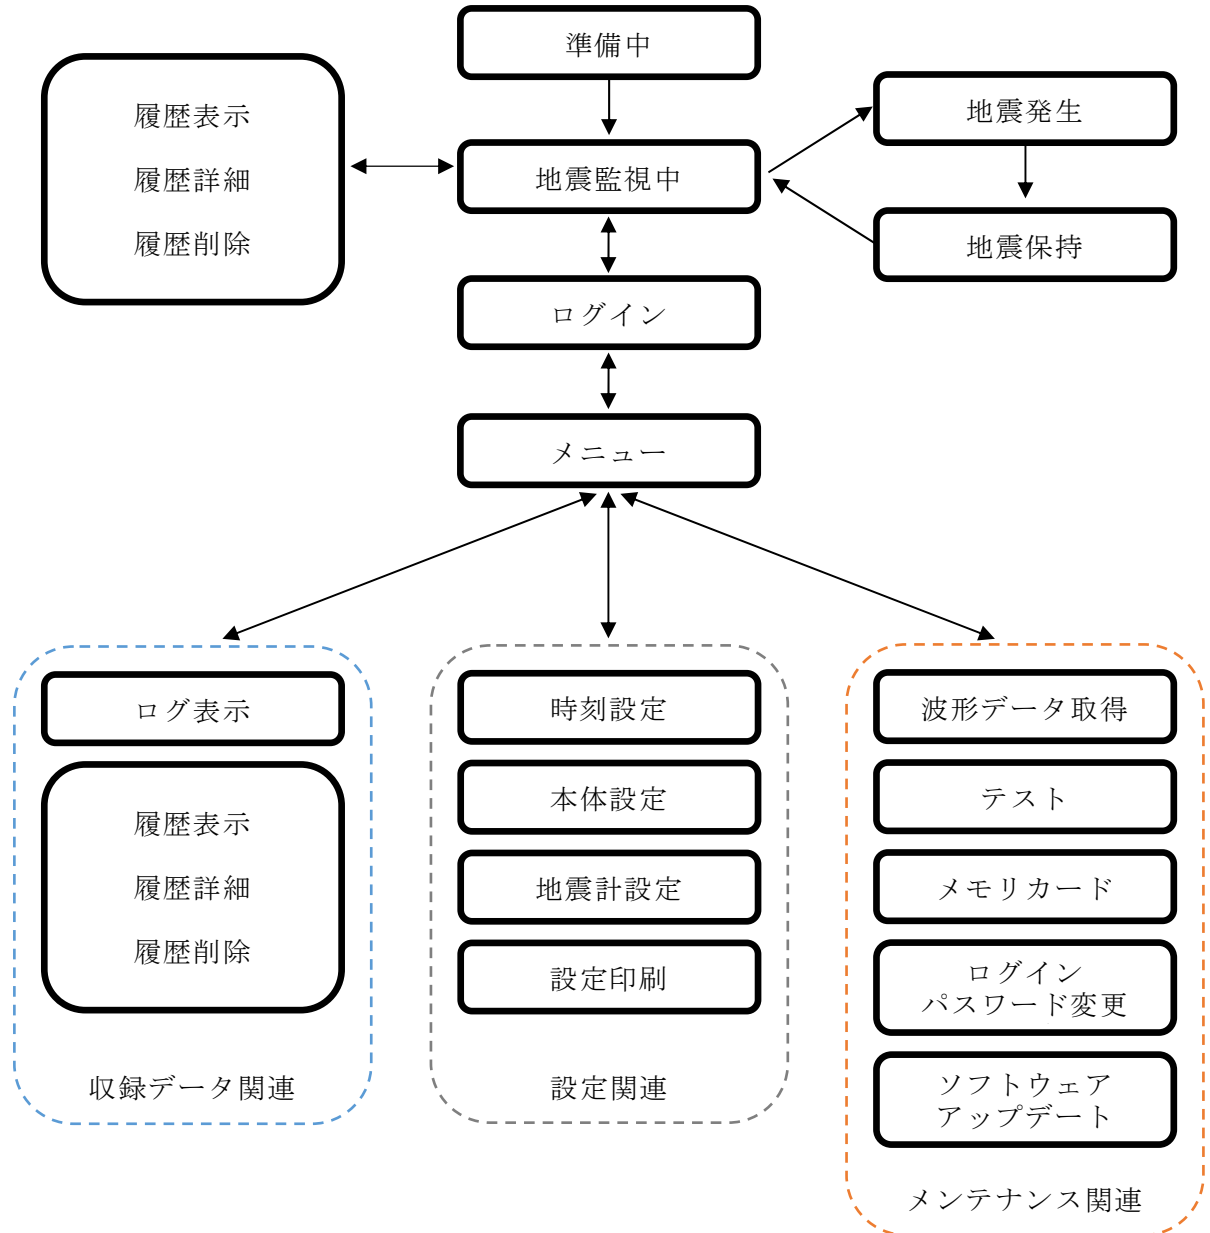 準備中
履歴表示
履歴詳細
履歴削除
地震監視中
地震発生
地震保持
ログイン
メニュー
ログ表示
履歴表示
履歴詳細
履歴削除
収録データ関連
時刻設定
本体設定
地震計設定
設定印刷
設定関連
波形データ取得
テスト
メモリカード
ログイン
パスワード変更
ソフトウェア
アップデート
メンテナンス関連